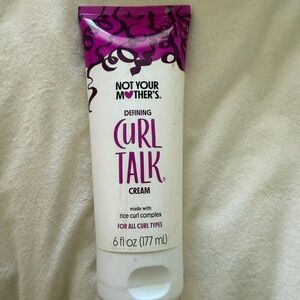 NOT YOUR
M♥THER'S.
DEFINING
CURL
TALK®
CREAM
made with
rice curl complex
FOR ALL CURL TYPES
6 fl oz (177 mL)